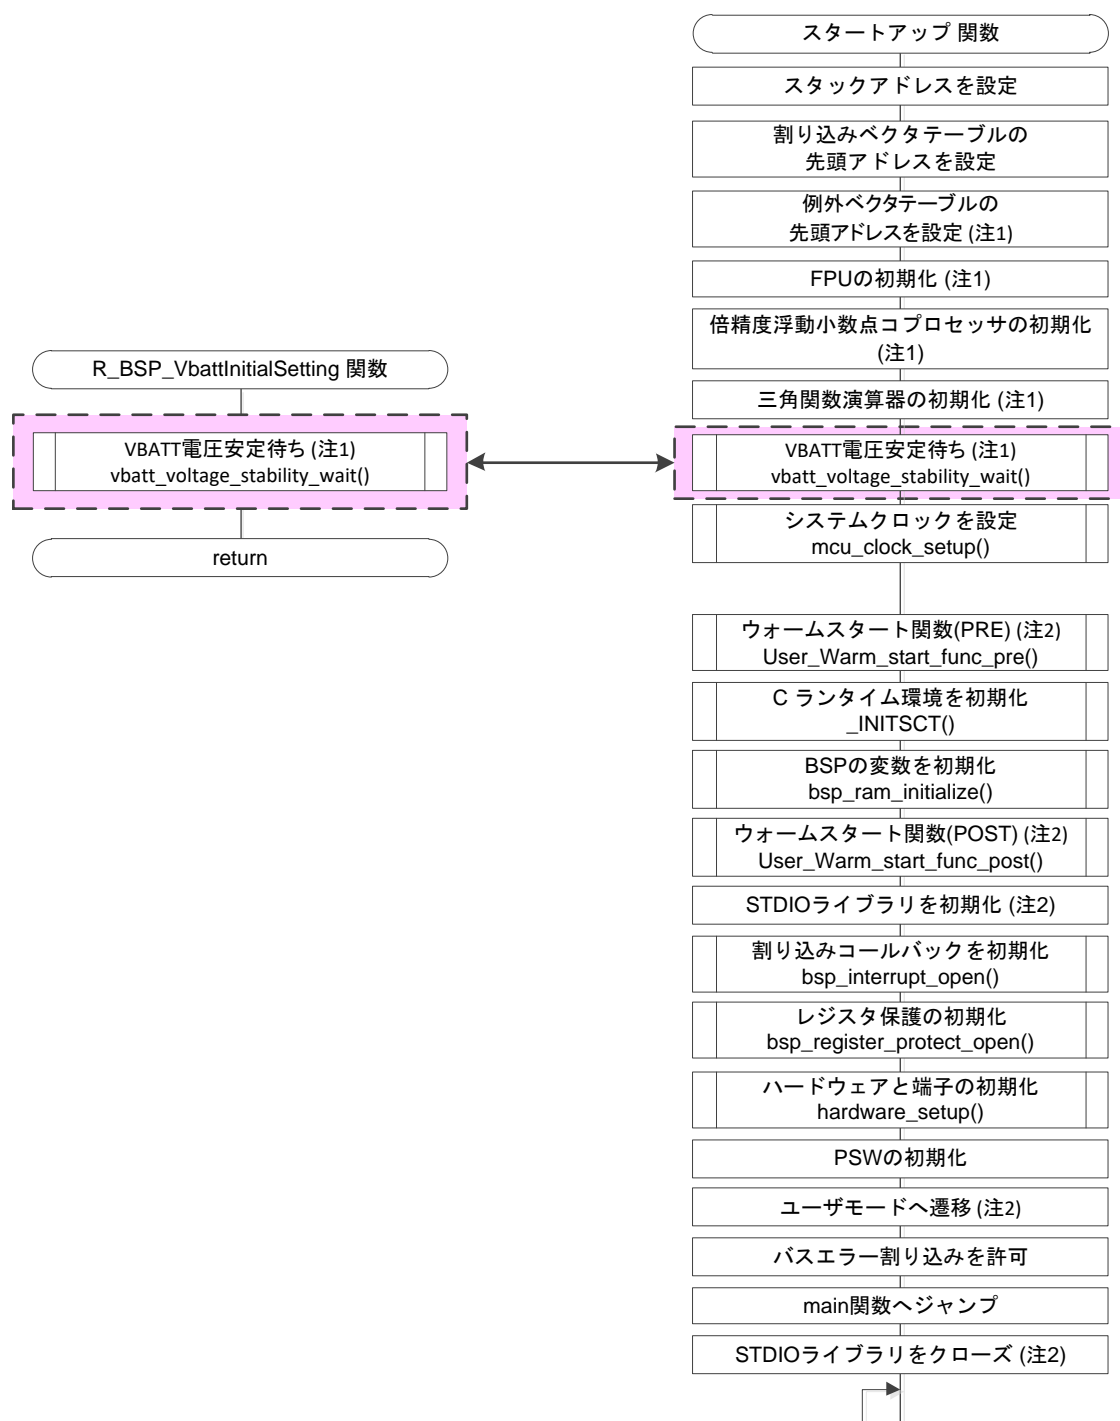 R_BSP_VbattInitialSetting 関数
VBATT電圧安定待ち (注1)
vbatt_voltage_stability_wait()
return
スタートアップ 関数
スタックアドレスを設定
割り込みベクタテーブルの
先頭アドレスを設定
例外ベクタテーブルの
先頭アドレスを設定 (注1)
FPUの初期化 (注1)
倍精度浮動小数点コプロセッサの初期化
(注1)
三角関数演算器の初期化 (注1)
VBATT電圧安定待ち (注1)
vbatt_voltage_stability_wait()
システムクロックを設定
mcu_clock_setup()
ウォームスタート関数(PRE) (注2)
User_Warm_start_func_pre()
C ランタイム環境を初期化
_INITSCT()
BSPの変数を初期化
bsp_ram_initialize()
ウォームスタート関数(POST) (注2)
User_Warm_start_func_post()
STDIOライブラリを初期化 (注2)
割り込みコールバックを初期化
bsp_interrupt_open()
レジスタ保護の初期化
bsp_register_protect_open()
ハードウェアと端子の初期化
hardware_setup()
PSWの初期化
ユーザモードへ遷移 (注2)
バスエラー割り込みを許可
main関数へジャンプ
STDIOライブラリをクローズ (注2)